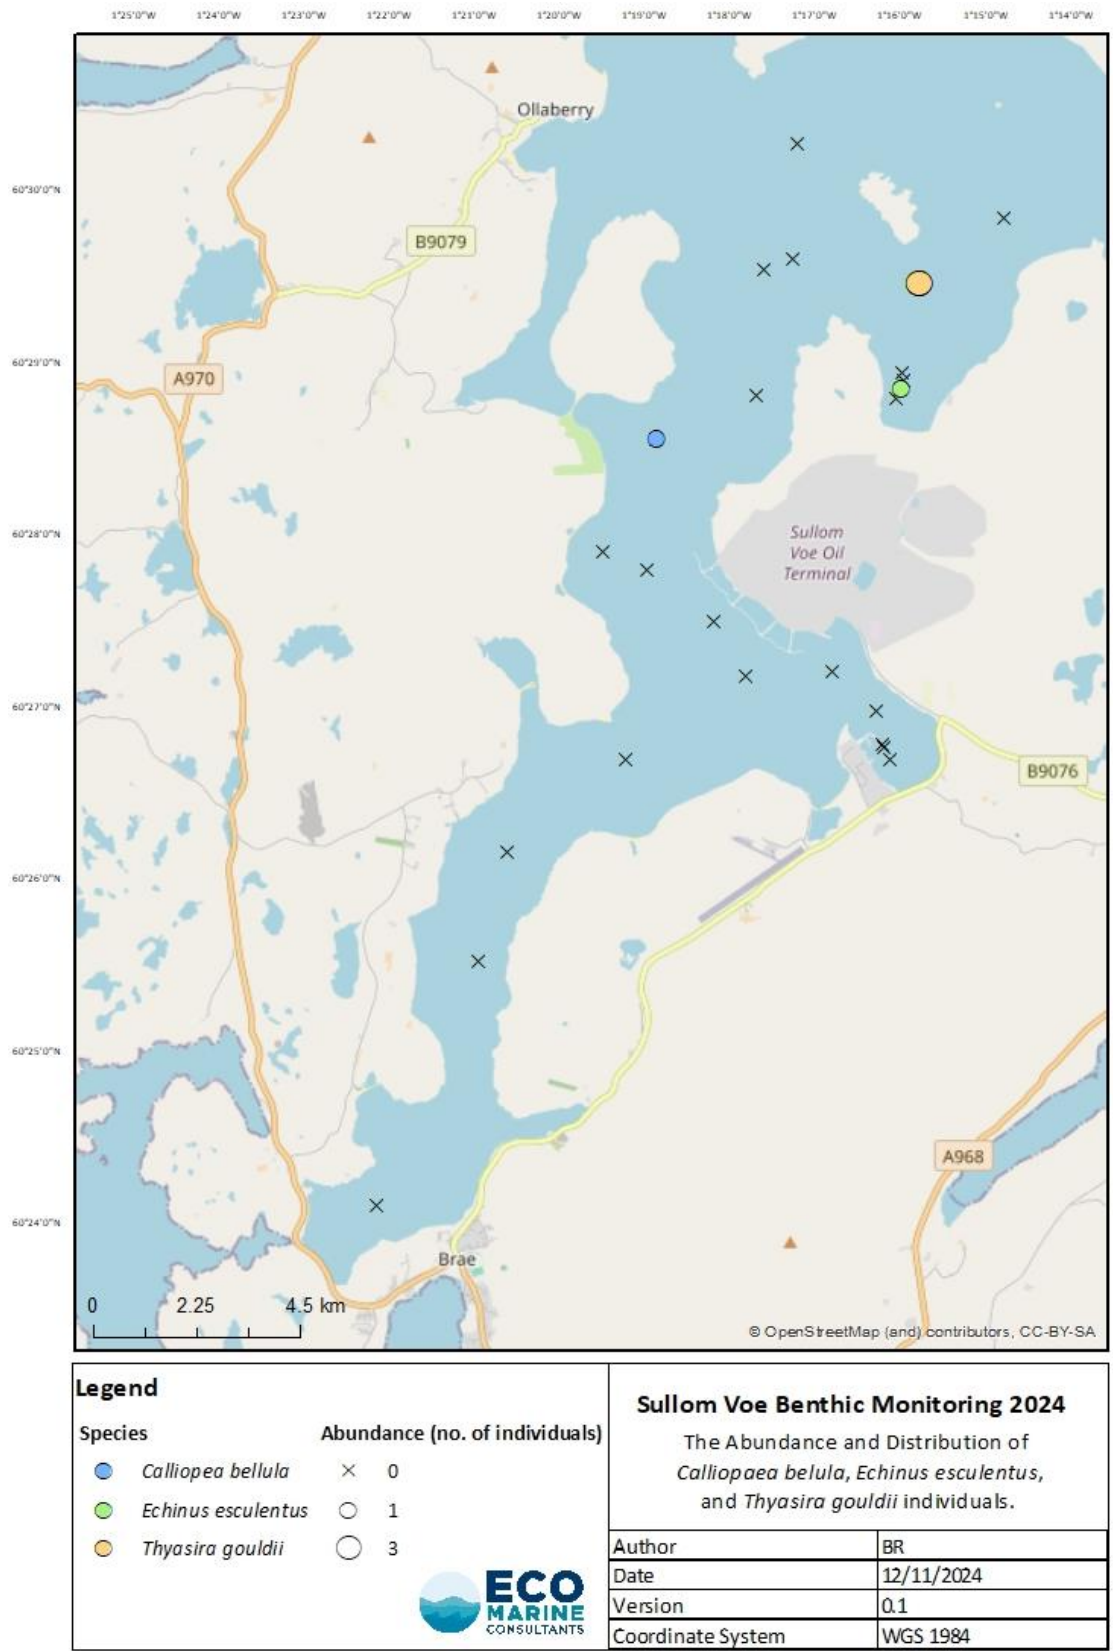 1°25'0"W 1°24'0"W 1°23'0"W 1°22'0"W 1°21'0"W 1°20'0"W 1°19'0"W 1°18'0"W 1°17'0"W 1°16'0"W 1°15'0"W 1°14'0"W
Ollaberry
60°30'0"N
B9079
60°29'0"N
A970
60°28'0"N
Sullom
Voe Oil
Terminal
60°27'0"N
B9076
60°26'0"N
60°25'0"N
A968
60°24'0"N
Brae
0 2.25 4.5 km
© OpenStreetMap (and) contributors, CC-BY-SA
Legend
Species
Calliopea bellula
Echinus esculentus
Thyasira gouldii
Abundance (no. of individuals)
0
1
3
ECO
MARINE
CONSULTANTS
Sullom Voe Benthic Monitoring 2024
The Abundance and Distribution of
Calliopaea belula, Echinus esculentus,
and Thyasira gouldii individuals.
Author BR
Date 12/11/2024
Version 0.1
Coordinate System WGS 1984